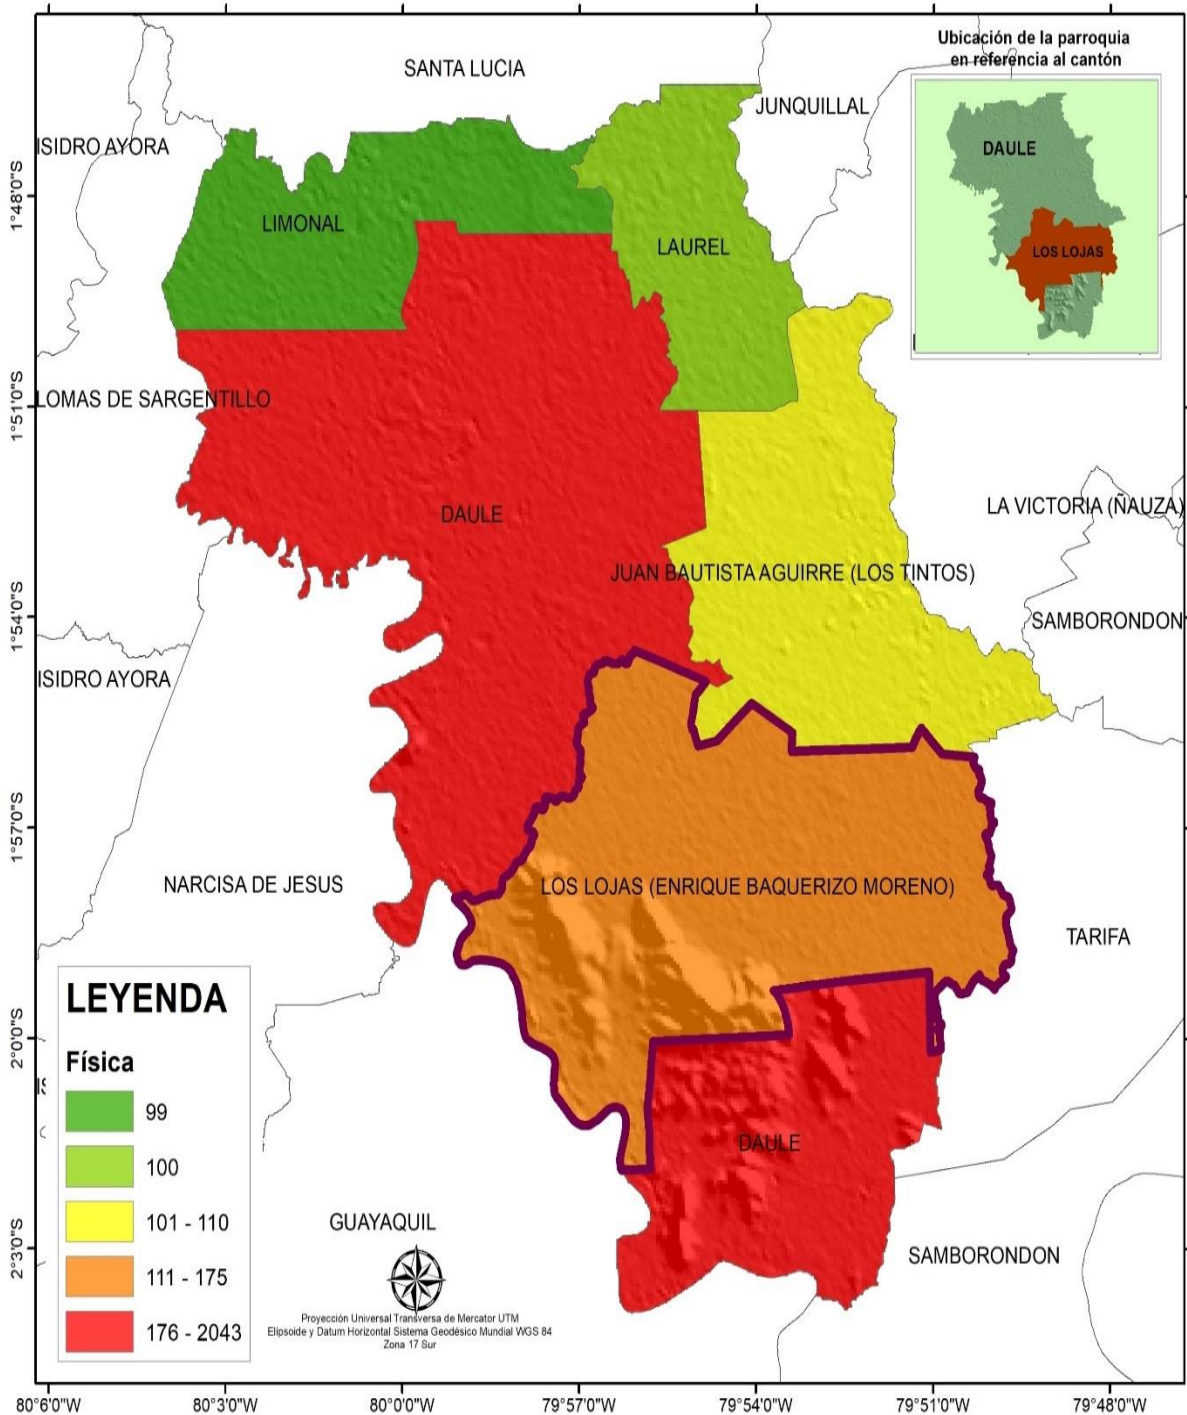 Ubicación de la parroquia
en referencia al cantón
DAULE
LOS LOJAS
SANTA LUCIA
JUNQUILLAL
ISIDRO AYORA
LIMONAL
LAUREL
LOMAS DE SARGENTILLO
DAULE
LA VICTORIA (ÑAUZA)
JUAN BAUTISTA AGUIRRE (LOS TINTOS)
SAMBORONDON
ISIDRO AYORA
NARCISA DE JESUS
LOS LOJAS (ENRIQUE BAQUERIZO MORENO)
TARIFA
DAULE
GUAYAQUIL
SAMBORONDON
LEYENDA
Física
99
100
101 - 110
111 - 175
176 - 2043
Proyección Universal Transversa de Mercator UTM
Elipsoide y Datum Horizontal Sistema Geodésico Mundial WGS 84
Zona 17 Sur
1°48'0"S
1°51'0"S
1°54'0"S
1°57'0"S
2°0'0"S
2°3'0"S
80°6'0"W
80°3'0"W
80°0'0"W
79°57'0"W
79°54'0"W
79°51'0"W
79°48'0"W